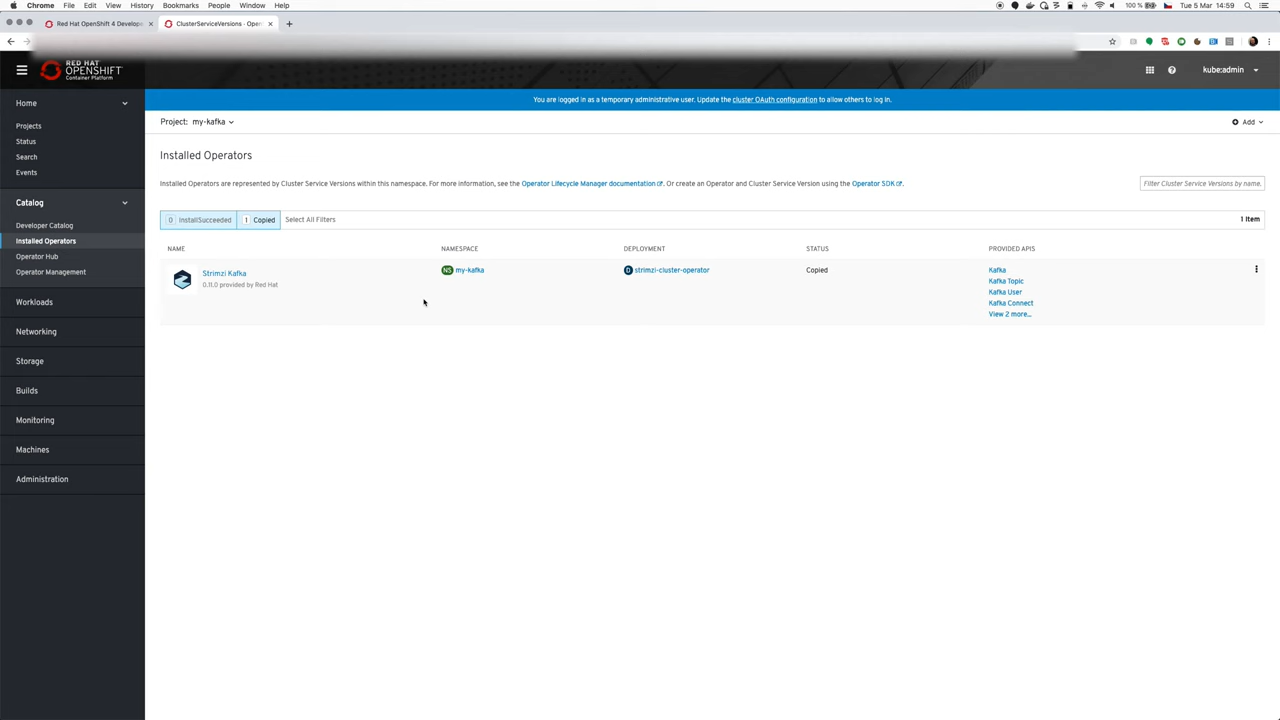 Chrome File Edit View History Bookmarks People Window Help 100 % Tue 5 Mar 14:59
Red Hat OpenShift 4 Develope × ClusterServiceVersions · Open ×
RED HAT
OPENSHIFT
Container Platform
kube:admin
You are logged in as a temporary administrative user. Update the cluster OAuth configuration to allow others to log in.
Home
Projects
Status
Search
Events
Catalog
Developer Catalog
Installed Operators
Operator Hub
Operator Management
Workloads
Networking
Storage
Builds
Monitoring
Machines
Administration
Project: my-kafka
Add
Installed Operators
Installed Operators are represented by Cluster Service Versions within this namespace. For more information, see the Operator Lifecycle Manager documentation. Or create an Operator and Cluster Service Version using the Operator SDK.
Filter Cluster Service Versions by name.
0 InstallSucceeded 1 Copied Select All Filters 1 Item
NAME NAMESPACE DEPLOYMENT STATUS PROVIDED APIS
Strimzi Kafka
0.11.0 provided by Red Hat
NS my-kafka
D strimzi-cluster-operator
Copied
Kafka
Kafka Topic
Kafka User
Kafka Connect
View 2 more...